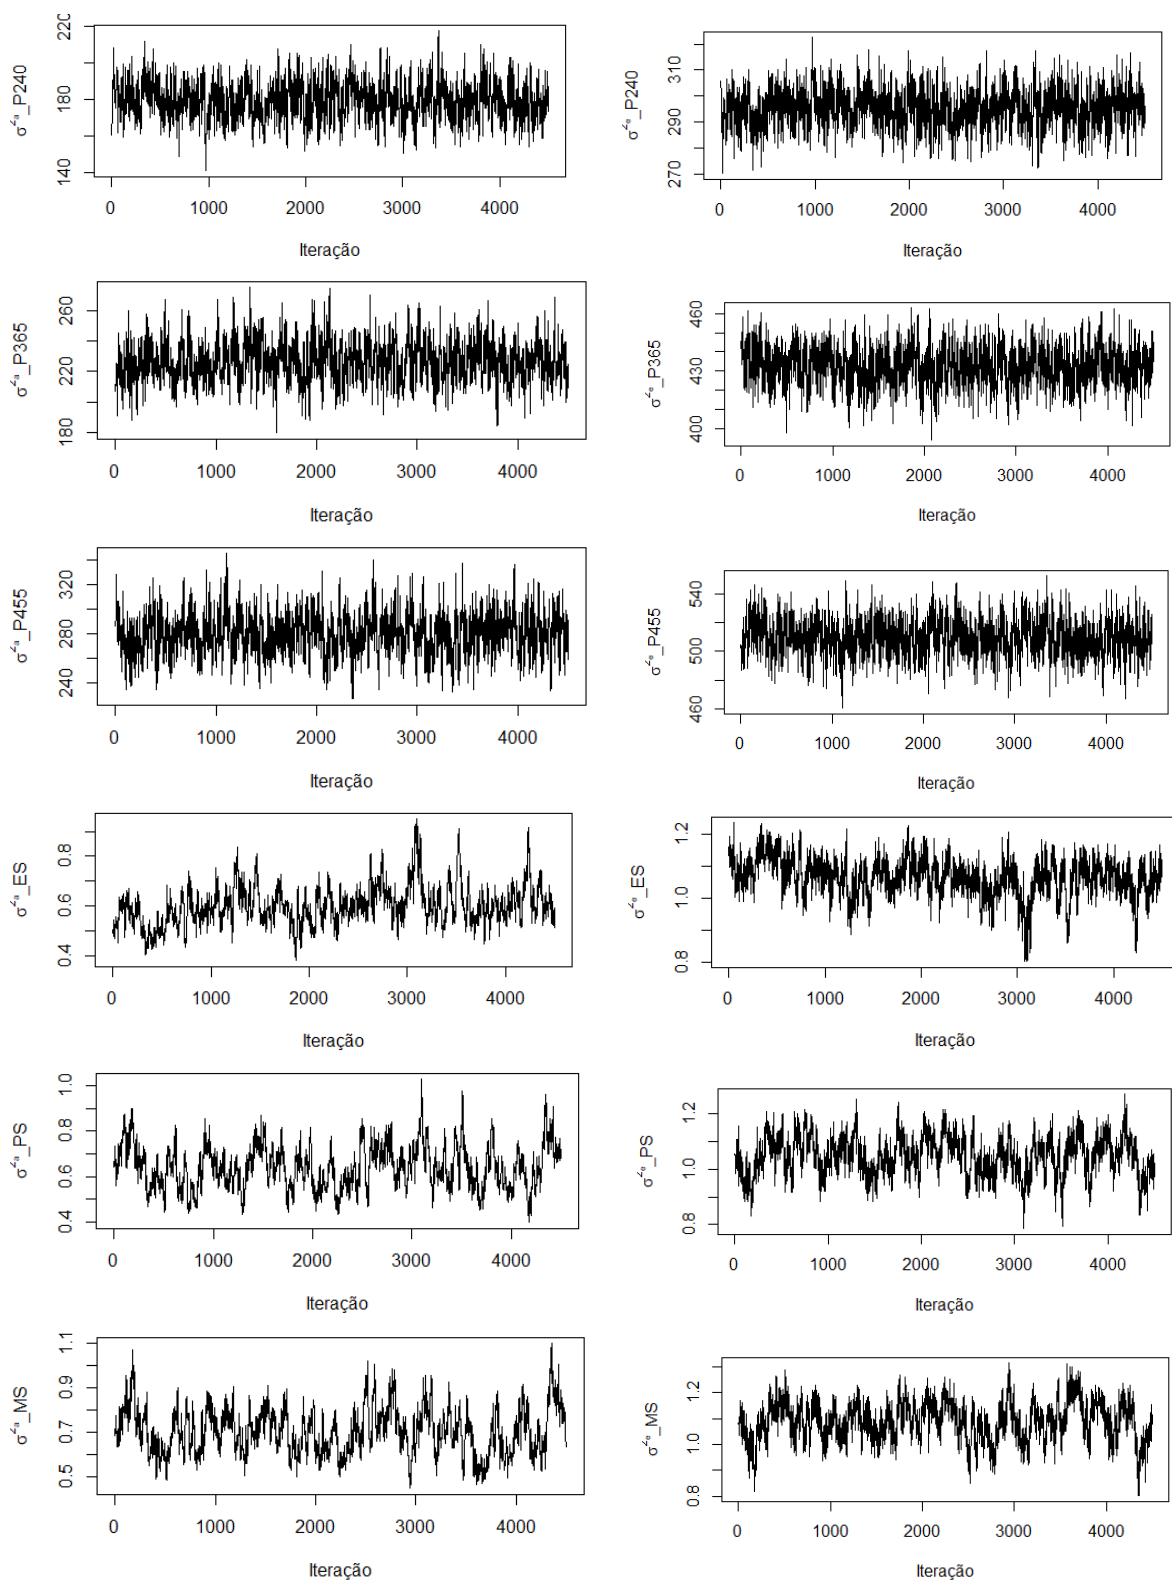 σ²ᵃ_P240
220
180
140
0 1000 2000 3000 4000
Iteração
σ²ᵉ_P240
310
290
270
0 1000 2000 3000 4000
Iteração
σ²ᵃ_P365
260
220
180
0 1000 2000 3000 4000
Iteração
σ²ᵉ_P365
460
430
400
0 1000 2000 3000 4000
Iteração
σ²ᵃ_P455
320
280
240
0 1000 2000 3000 4000
Iteração
σ²ᵉ_P455
540
500
460
0 1000 2000 3000 4000
Iteração
σ²ᵃ_ES
0.8
0.6
0.4
0 1000 2000 3000 4000
Iteração
σ²ᵉ_ES
1.2
1.0
0.8
0 1000 2000 3000 4000
Iteração
σ²ᵃ_PS
1.0
0.8
0.6
0.4
0 1000 2000 3000 4000
Iteração
σ²ᵉ_PS
1.2
1.0
0.8
0 1000 2000 3000 4000
Iteração
σ²ᵃ_MS
1.1
0.9
0.7
0.5
0 1000 2000 3000 4000
Iteração
σ²ᵉ_MS
1.2
1.0
0.8
0 1000 2000 3000 4000
Iteração